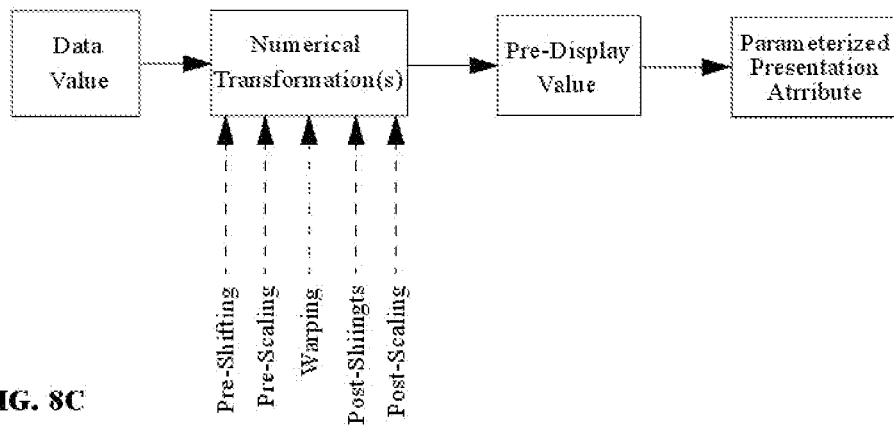 Data
Value
Numerical
Transformation(s)
Pre-Display
Value
Parameterized
Presentation
Atrribute
Pre-Shifting
Pre-Scaling
Warping
Post-Shiingts
Post-Scaling
IG. 8C